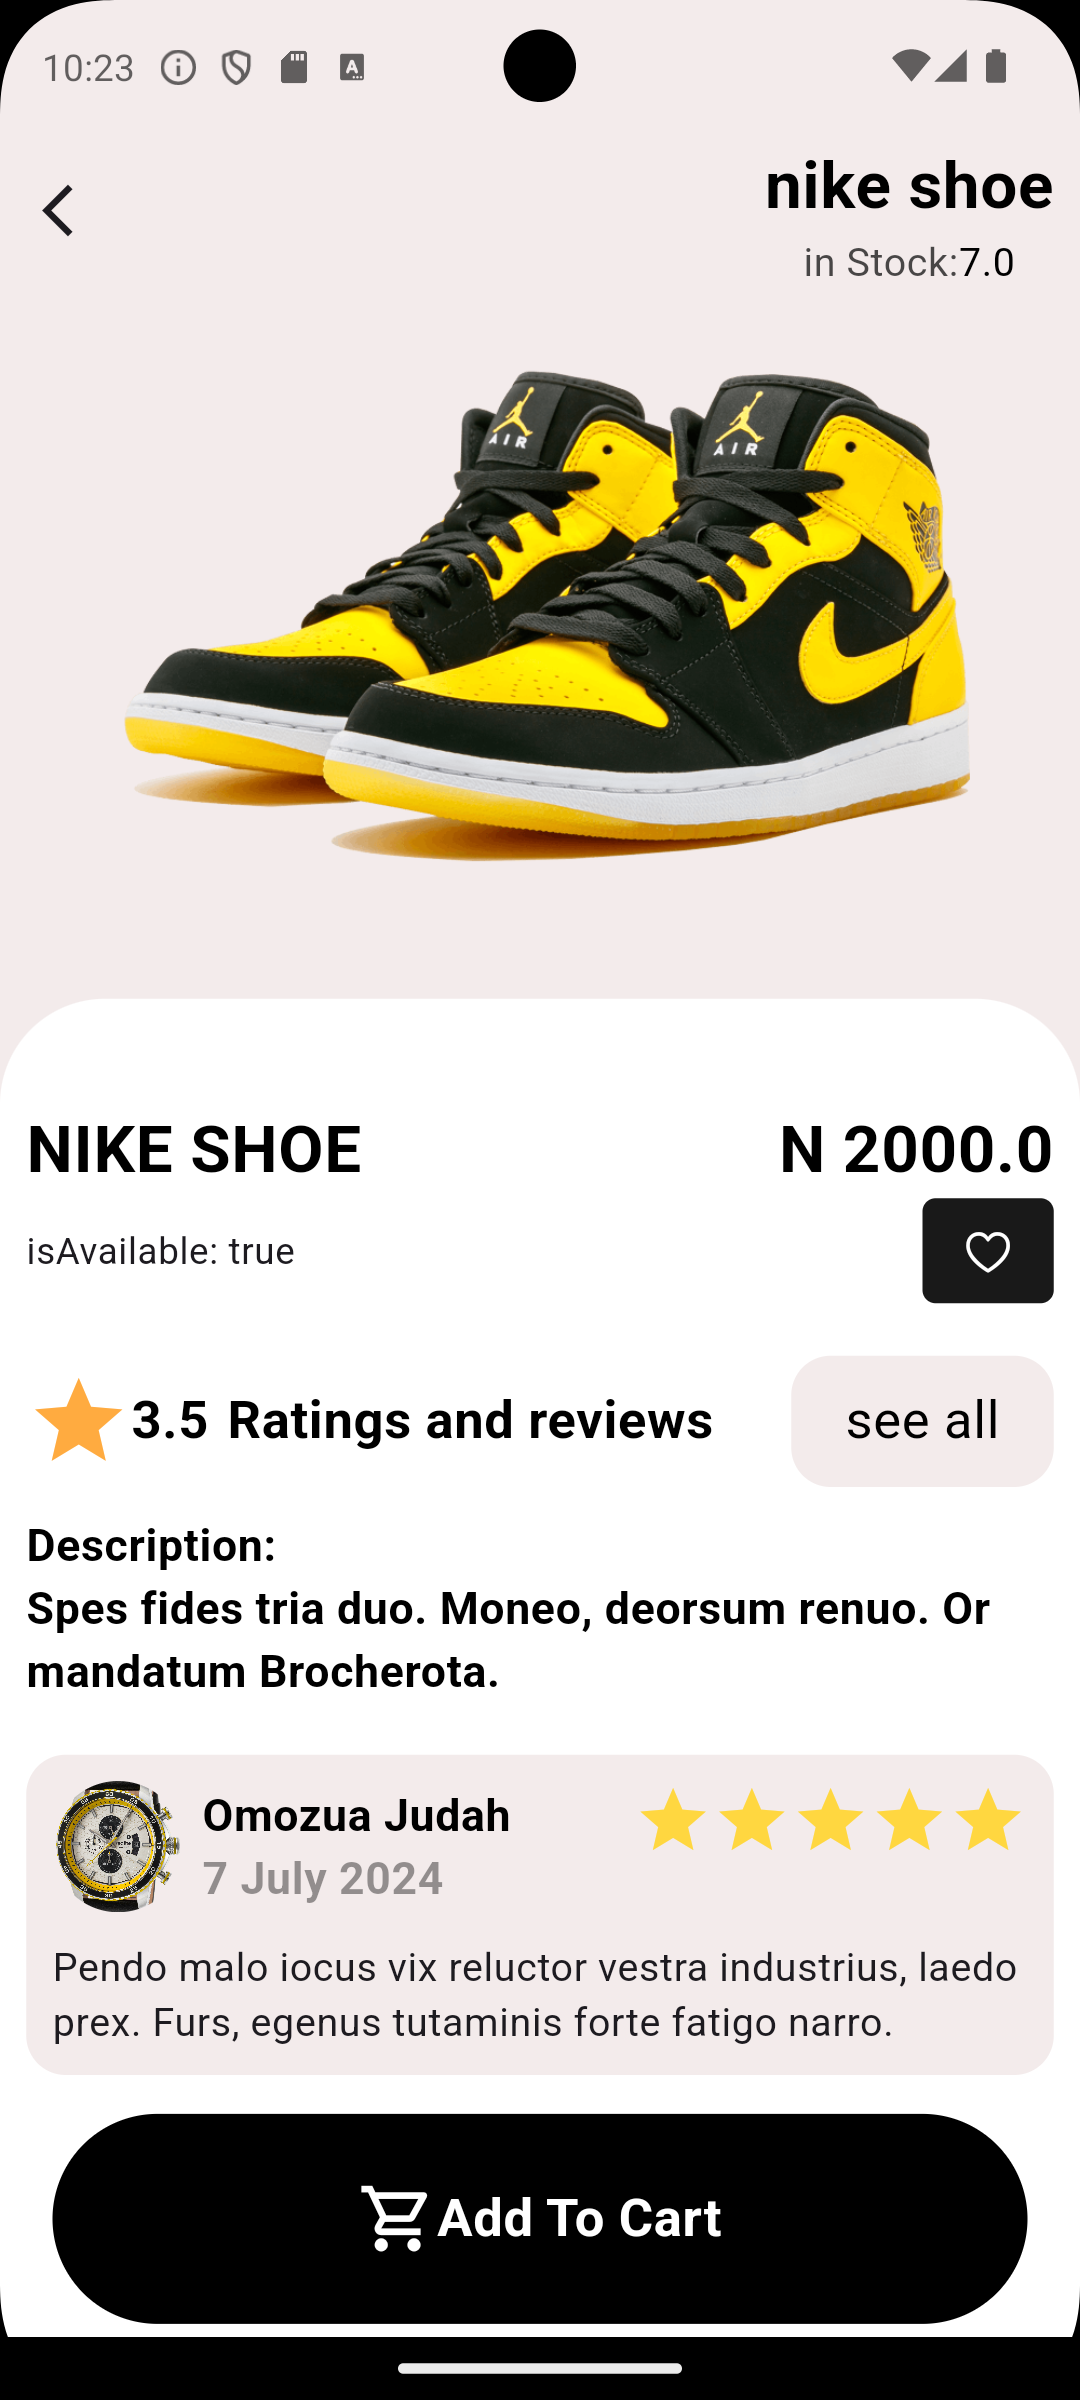 10:23
nike shoe
in Stock:7.0
AIR
AIR
NIKE SHOE
N 2000.0
isAvailable: true
3.5 Ratings and reviews
see all
Description:
Spes fides tria duo. Moneo, deorsum renuo. Or
mandatum Brocherota.
Omozua Judah
7 July 2024
Pendo malo iocus vix reluctor vestra industrius, laedo
prex. Furs, egenus tutaminis forte fatigo narro.
Add To Cart